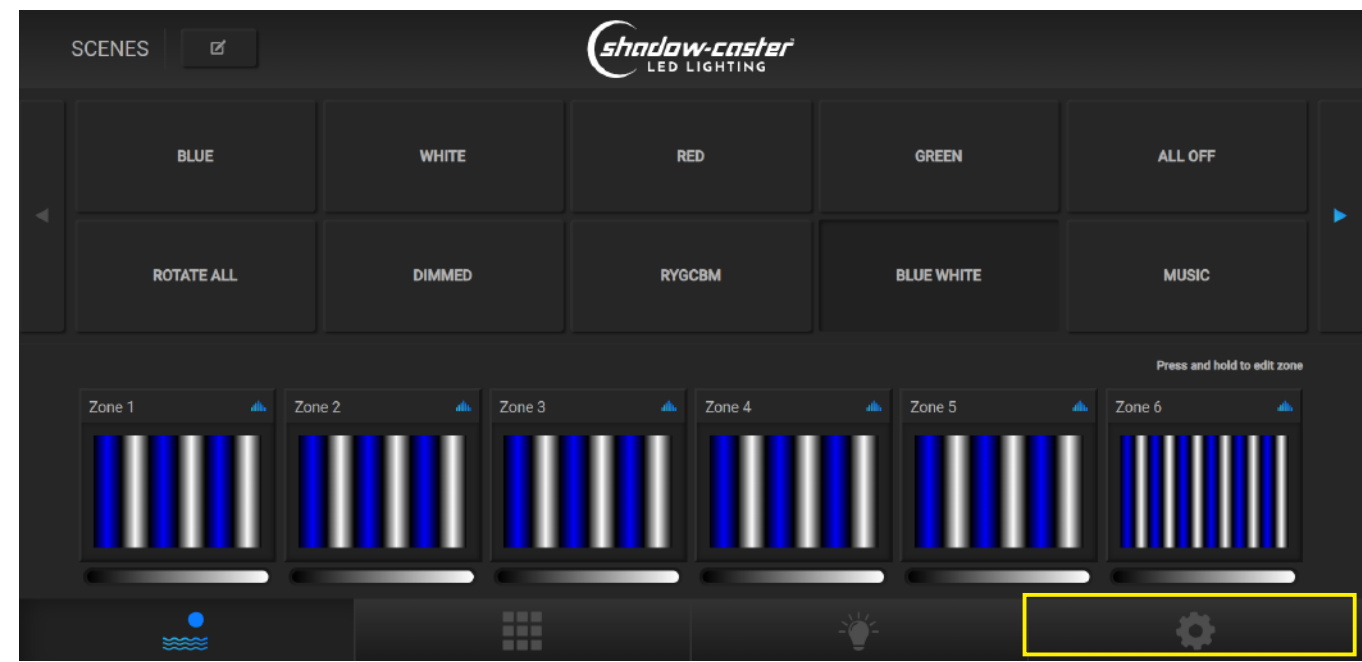 SCENES
shadow-caster™
LED LIGHTING
BLUE WHITE RED GREEN ALL OFF
ROTATE ALL DIMMED RYGCBM BLUE WHITE MUSIC
Press and hold to edit zone
Zone 1 Zone 2 Zone 3 Zone 4 Zone 5 Zone 6